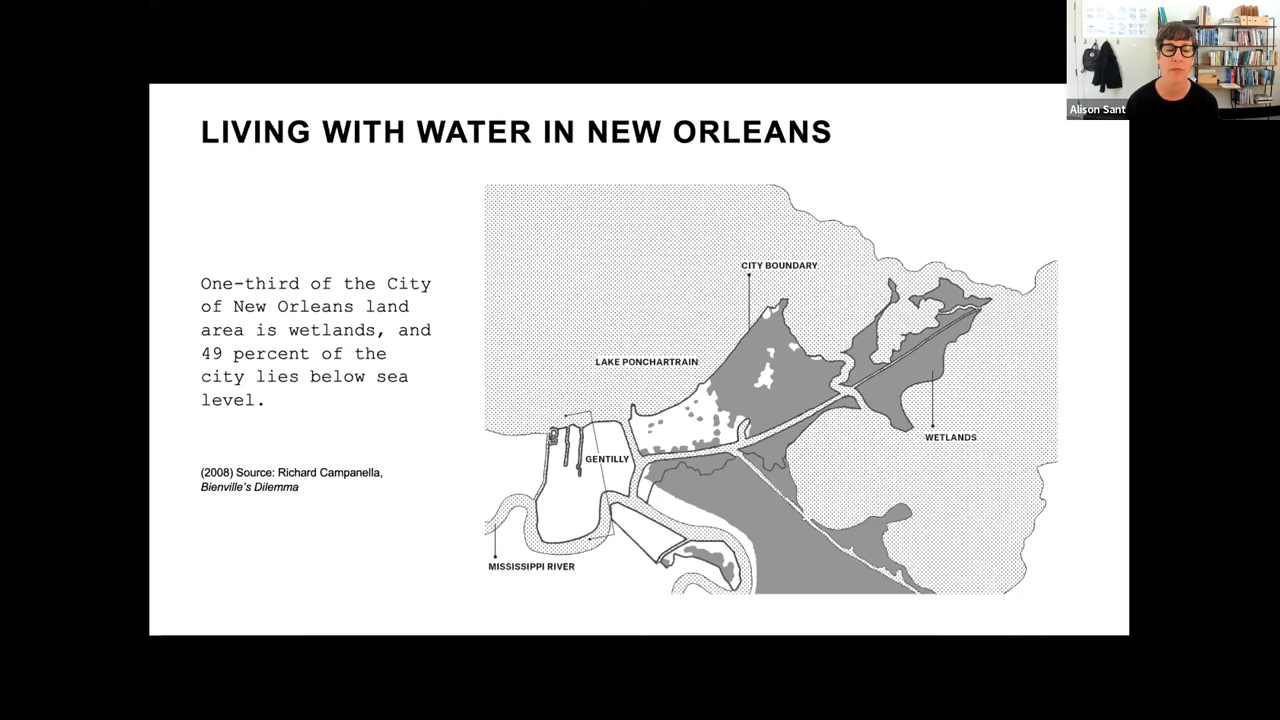 Alison Sant
LIVING WITH WATER IN NEW ORLEANS
One-third of the City
of New Orleans land
area is wetlands, and
49 percent of the
city lies below sea
level.
(2008) Source: Richard Campanella,
Bienville's Dilemma
CITY BOUNDARY
LAKE PONCHARTRAIN
WETLANDS
GENTILLY
MISSISSIPPI RIVER